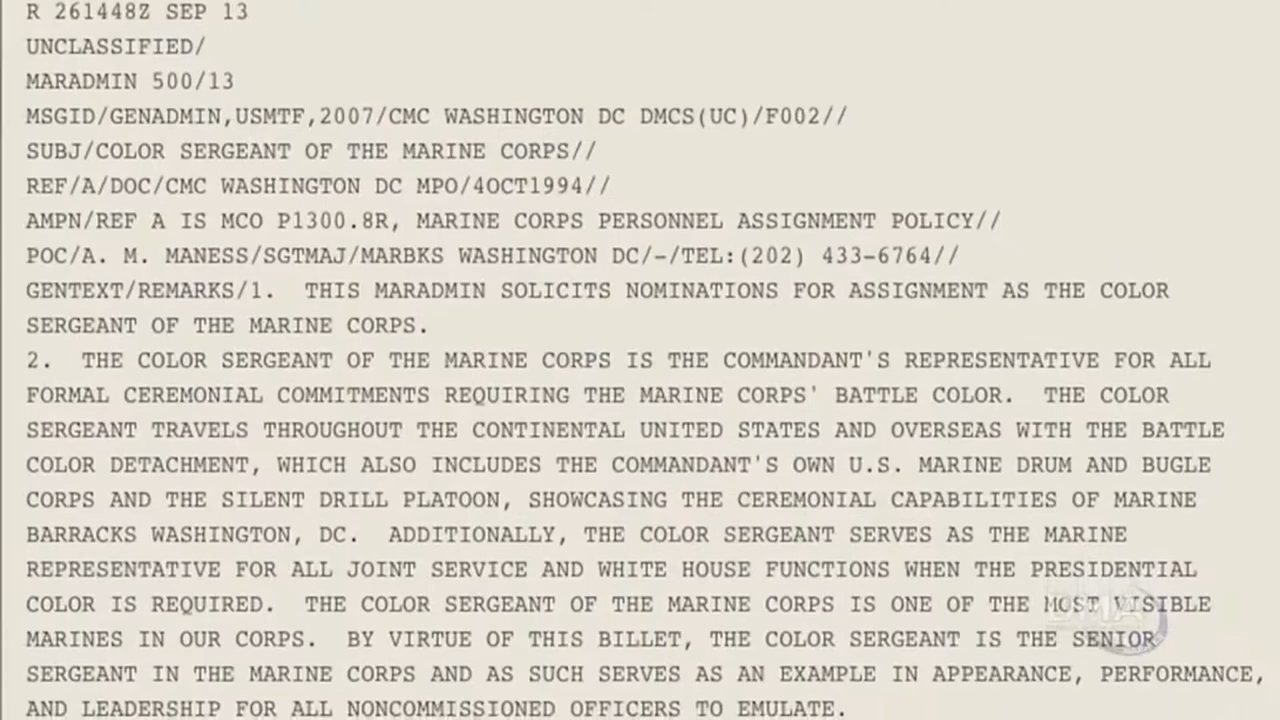 R 261448Z SEP 13
UNCLASSIFIED/
MARADMIN 500/13
MSGID/GENADMIN,USMTF,2007/CMC WASHINGTON DC DMCS(UC)/F002//
SUBJ/COLOR SERGEANT OF THE MARINE CORPS//
REF/A/DOC/CMC WASHINGTON DC MPO/4OCT1994//
AMPN/REF A IS MCO P1300.8R, MARINE CORPS PERSONNEL ASSIGNMENT POLICY//
POC/A. M. MANESS/SGTMAJ/MARBKS WASHINGTON DC/-/TEL:(202) 433-6764//
GENTEXT/REMARKS/1.  THIS MARADMIN SOLICITS NOMINATIONS FOR ASSIGNMENT AS THE COLOR
SERGEANT OF THE MARINE CORPS.
2.  THE COLOR SERGEANT OF THE MARINE CORPS IS THE COMMANDANT'S REPRESENTATIVE FOR ALL
FORMAL CEREMONIAL COMMITMENTS REQUIRING THE MARINE CORPS' BATTLE COLOR.  THE COLOR
SERGEANT TRAVELS THROUGHOUT THE CONTINENTAL UNITED STATES AND OVERSEAS WITH THE BATTLE
COLOR DETACHMENT, WHICH ALSO INCLUDES THE COMMANDANT'S OWN U.S. MARINE DRUM AND BUGLE
CORPS AND THE SILENT DRILL PLATOON, SHOWCASING THE CEREMONIAL CAPABILITIES OF MARINE
BARRACKS WASHINGTON, DC.  ADDITIONALLY, THE COLOR SERGEANT SERVES AS THE MARINE
REPRESENTATIVE FOR ALL JOINT SERVICE AND WHITE HOUSE FUNCTIONS WHEN THE PRESIDENTIAL
COLOR IS REQUIRED.  THE COLOR SERGEANT OF THE MARINE CORPS IS ONE OF THE MOST VISIBLE
MARINES IN OUR CORPS.  BY VIRTUE OF THIS BILLET, THE COLOR SERGEANT IS THE SENIOR
SERGEANT IN THE MARINE CORPS AND AS SUCH SERVES AS AN EXAMPLE IN APPEARANCE, PERFORMANCE,
AND LEADERSHIP FOR ALL NONCOMMISSIONED OFFICERS TO EMULATE.
DMA